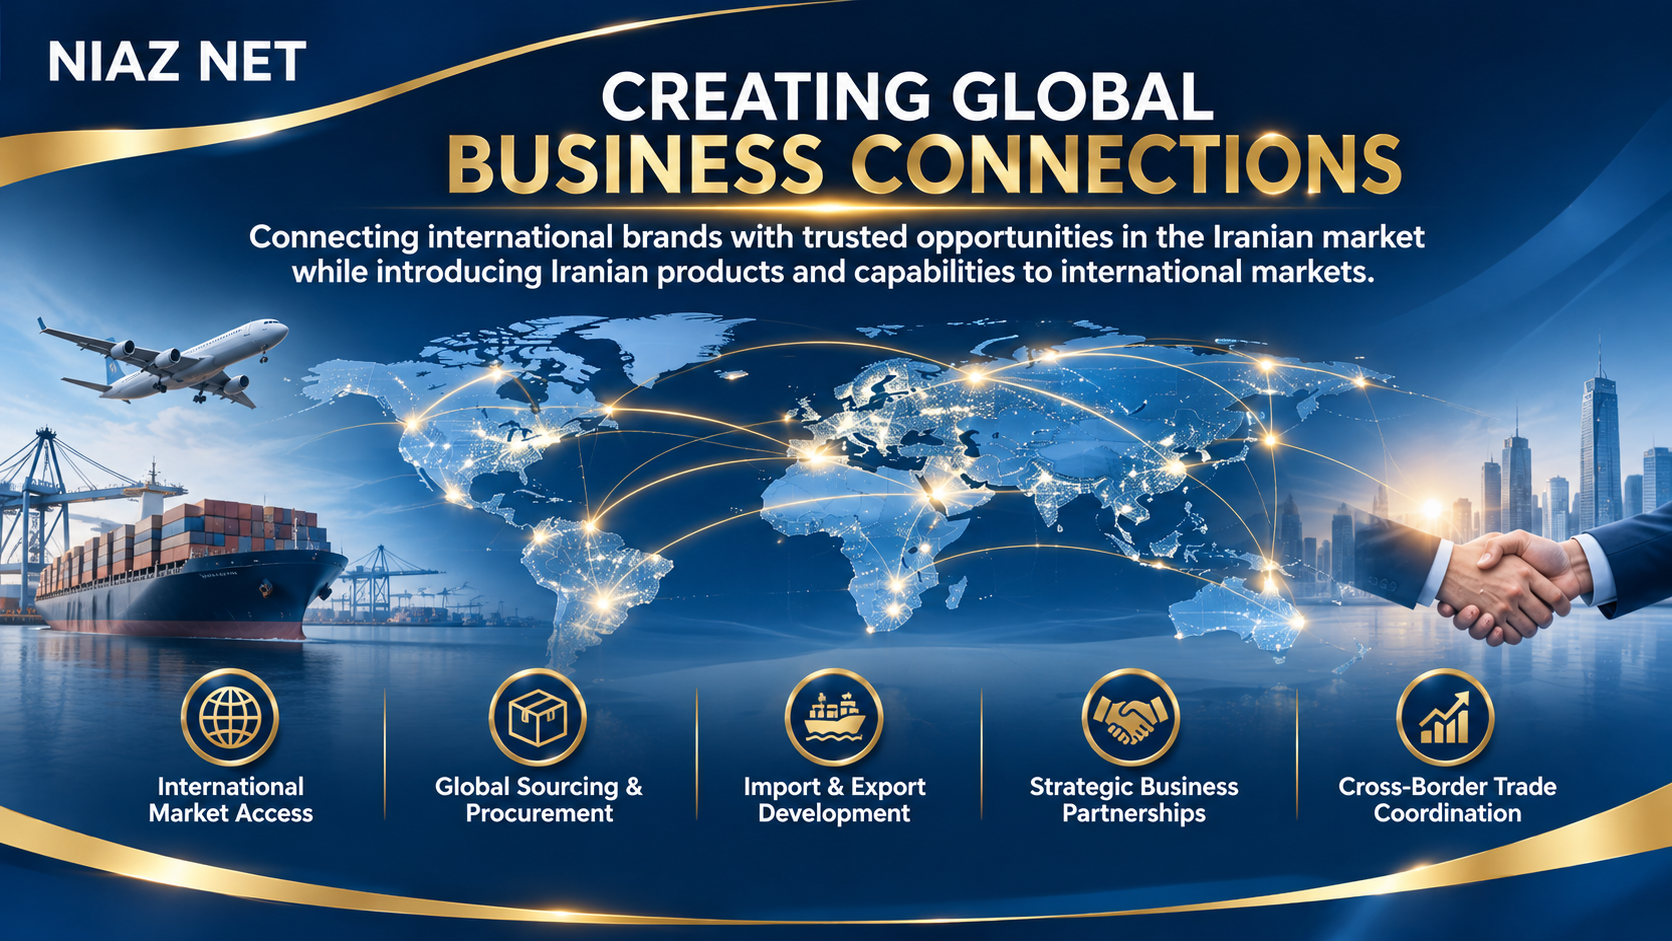 NIAZ NET
CREATING GLOBAL
BUSINESS CONNECTIONS
Connecting international brands with trusted opportunities in the Iranian market
while introducing Iranian products and capabilities to international markets.
International
Market Access
Global Sourcing &
Procurement
Import & Export
Development
Strategic Business
Partnerships
Cross-Border Trade
Coordination